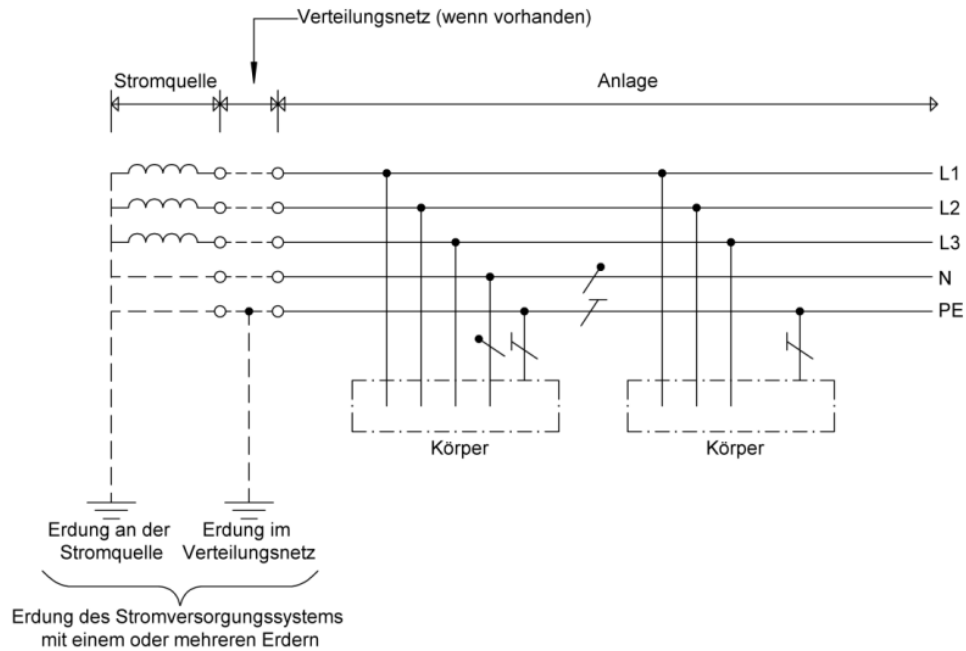 Verteilungsnetz (wenn vorhanden)
Stromquelle
Anlage
L1
L2
L3
N
PE
Körper
Körper
Erdung an der
Stromquelle
Erdung im
Verteilungsnetz
Erdung des Stromversorgungssystems
mit einem oder mehreren Erdern